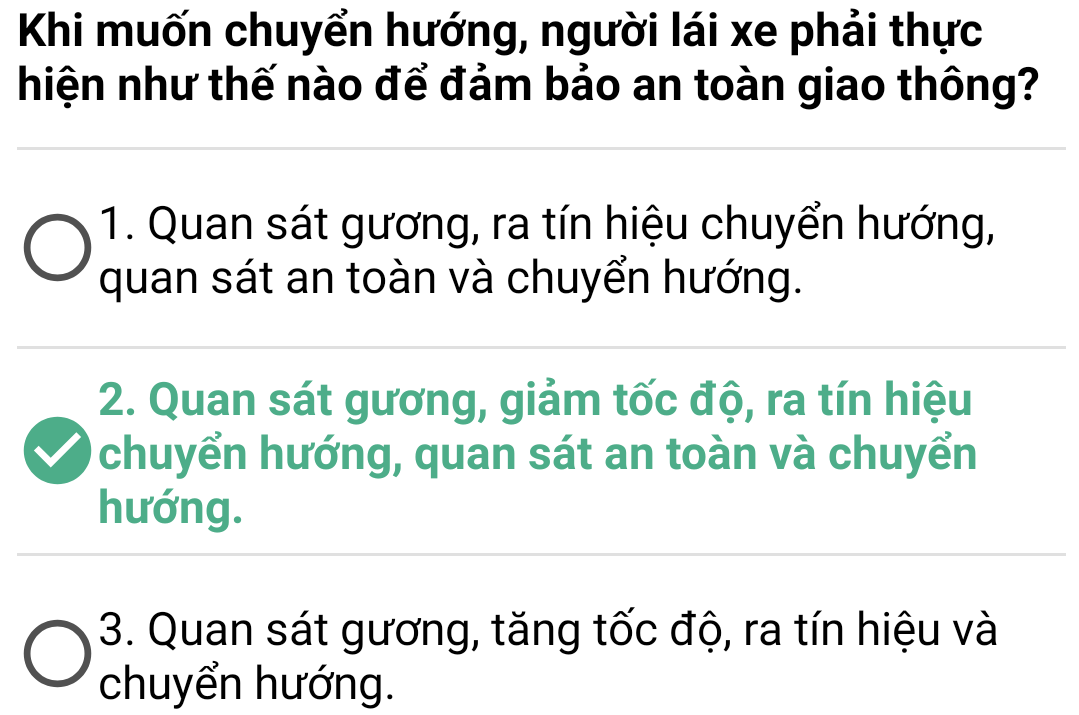 Khi muốn chuyển hướng, người lái xe phải thực
hiện như thế nào để đảm bảo an toàn giao thông?
1. Quan sát gương, ra tín hiệu chuyển hướng,
quan sát an toàn và chuyển hướng.
2. Quan sát gương, giảm tốc độ, ra tín hiệu
chuyển hướng, quan sát an toàn và chuyển
hướng.
3. Quan sát gương, tăng tốc độ, ra tín hiệu và
chuyển hướng.